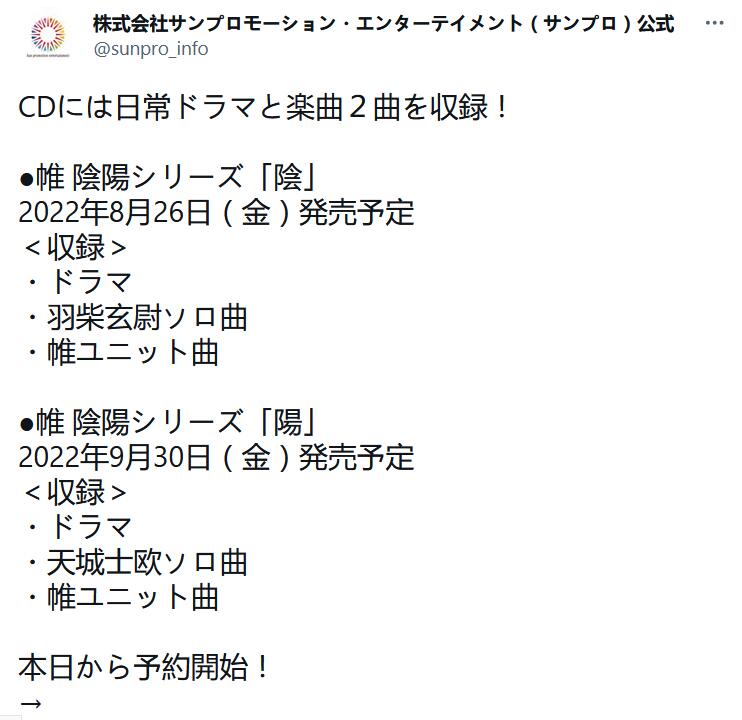 株式会社サンプロモーション・エンターテイメント（サンプロ）公式
@sunpro_info
CDには日常ドラマと楽曲２曲を収録！
●帷 陰陽シリーズ「陰」
2022年8月26日（金）発売予定
＜収録＞
・ドラマ
・羽柴玄尉ソロ曲
・帷ユニット曲
●帷 陰陽シリーズ「陽」
2022年9月30日（金）発売予定
＜収録＞
・ドラマ
・天城士欧ソロ曲
・帷ユニット曲
本日から予約開始！
→